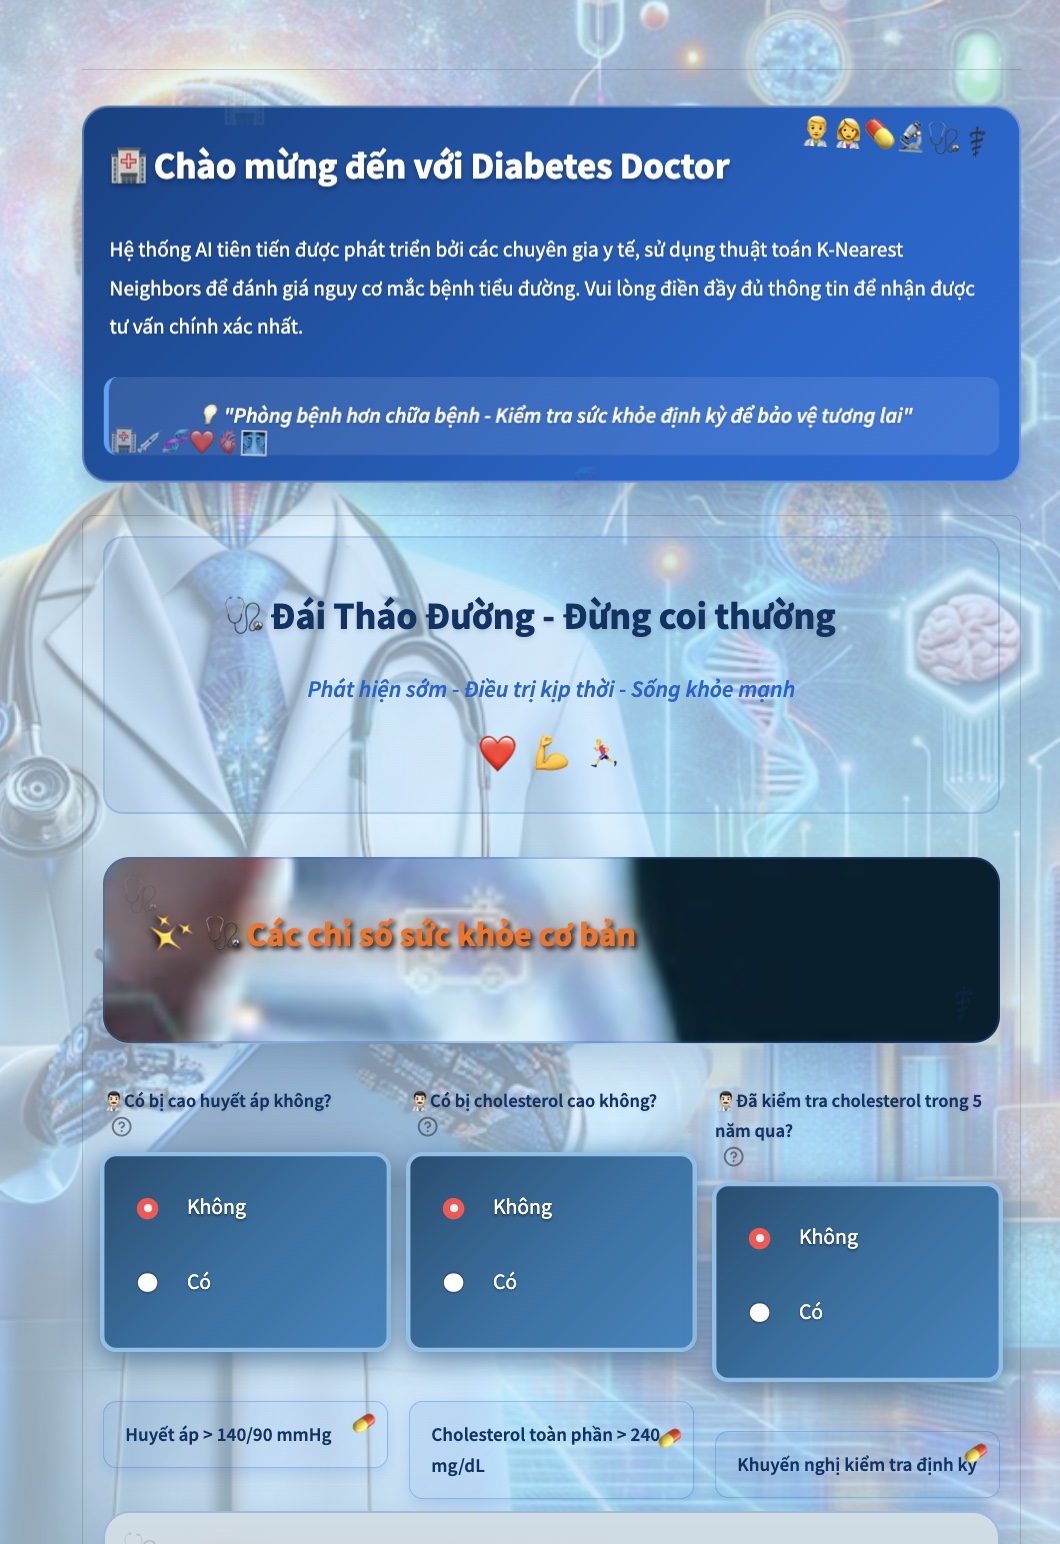 Chào mừng đến với Diabetes Doctor
Hệ thống AI tiên tiến được phát triển bởi các chuyên gia y tế, sử dụng thuật toán K-Nearest
Neighbors để đánh giá nguy cơ mắc bệnh tiểu đường. Vui lòng điền đầy đủ thông tin để nhận được
tư vấn chính xác nhất.
"Phòng bệnh hơn chữa bệnh - Kiểm tra sức khỏe định kỳ để bảo vệ tương lai"
Đái Tháo Đường - Đừng coi thường
Phát hiện sớm - Điều trị kịp thời - Sống khỏe mạnh
Các chỉ số sức khỏe cơ bản
Có bị cao huyết áp không?
Không
Có
Huyết áp > 140/90 mmHg
Có bị cholesterol cao không?
Không
Có
Cholesterol toàn phần > 240
mg/dL
Đã kiểm tra cholesterol trong 5
năm qua?
Không
Có
Khuyến nghị kiểm tra định kỳ